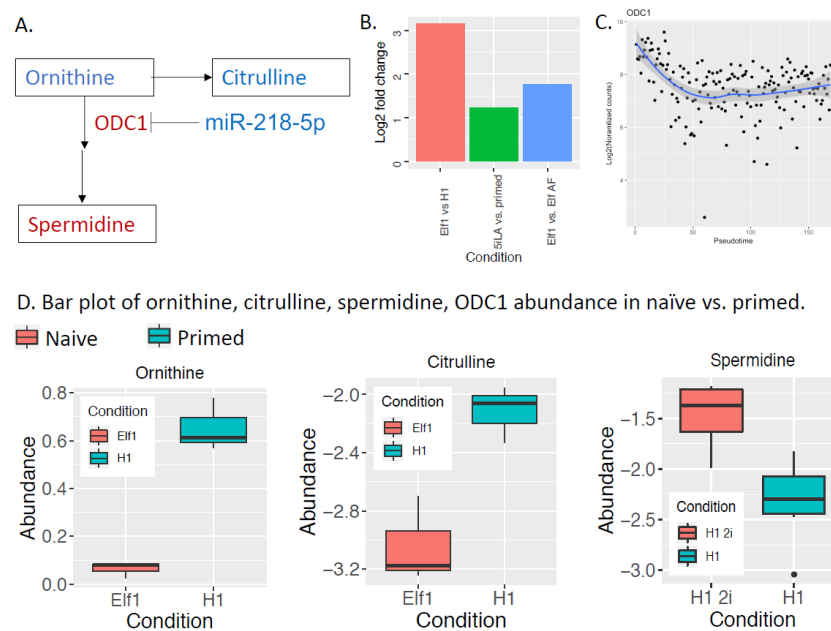 A.
Ornithine
Citrulline
ODC1
miR-218-5p
Spermidine
B.
Log2 fold change
3
2
1
0
Elf1 vs H1
5iLA vs. primed
Elf1 vs. Elf AF
Condition
C.
ODC1
Log2(Noramlized counts)
10
8
6
4
0
50
100
150
Pseudotime
D. Bar plot of ornithine, citrulline, spermidine, ODC1 abundance in naïve vs. primed.
Naive
Primed
Ornithine
Abundance
0.8
0.6
0.4
0.2
0.0
Condition
Elf1
H1
Elf1
H1
Condition
Citrulline
Abundance
−2.0
−2.4
−2.8
−3.2
Condition
Elf1
H1
Elf1
H1
Condition
Spermidine
Abundance
−1.5
−2.0
−2.5
−3.0
Condition
H1 2i
H1
H1 2i
H1
Condition